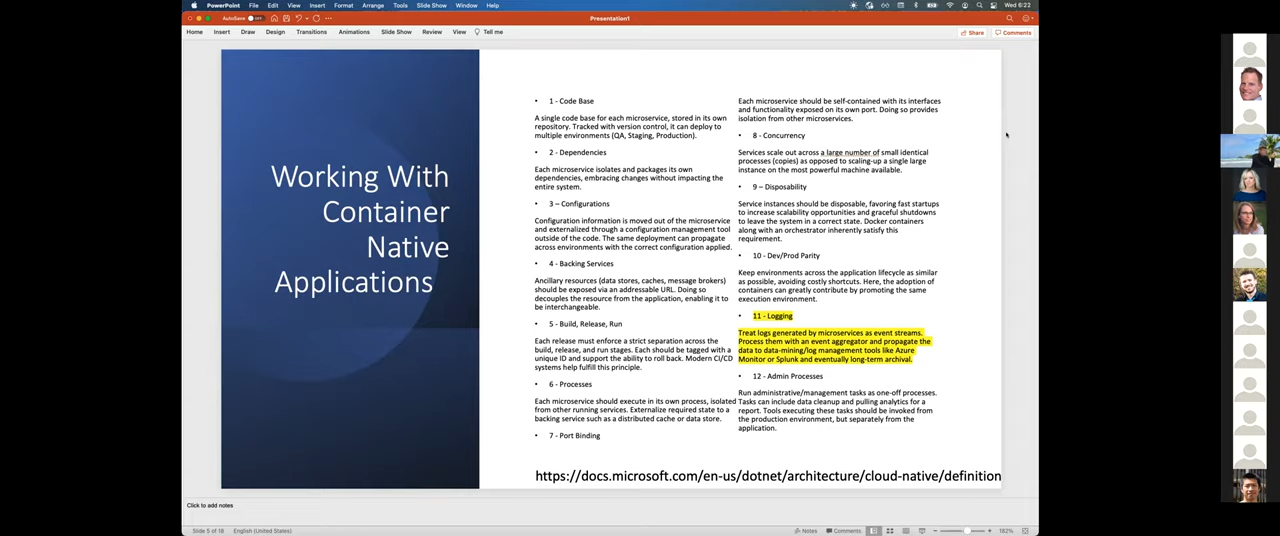 PowerPoint File Edit View Insert Format Arrange Tools Slide Show Window Help
Wed 6:22
AutoSave OFF
Presentation1
Home Insert Draw Design Transitions Animations Slide Show Review View Tell me
Share Comments
Working With
Container
Native
Applications
• 1 - Code Base
A single code base for each microservice, stored in its own
repository. Tracked with version control, it can deploy to
multiple environments (QA, Staging, Production).
• 2 - Dependencies
Each microservice isolates and packages its own
dependencies, embracing changes without impacting the
entire system.
• 3 – Configurations
Configuration information is moved out of the microservice
and externalized through a configuration management tool
outside of the code. The same deployment can propagate
across environments with the correct configuration applied.
• 4 - Backing Services
Ancillary resources (data stores, caches, message brokers)
should be exposed via an addressable URL. Doing so
decouples the resource from the application, enabling it to
be interchangeable.
• 5 - Build, Release, Run
Each release must enforce a strict separation across the
build, release, and run stages. Each should be tagged with a
unique ID and support the ability to roll back. Modern CI/CD
systems help fulfill this principle.
• 6 - Processes
Each microservice should execute in its own process, isolated
from other running services. Externalize required state to a
backing service such as a distributed cache or data store.
• 7 - Port Binding
Each microservice should be self-contained with its interfaces
and functionality exposed on its own port. Doing so provides
isolation from other microservices.
• 8 - Concurrency
Services scale out across a large number of small identical
processes (copies) as opposed to scaling-up a single large
instance on the most powerful machine available.
• 9 – Disposability
Service instances should be disposable, favoring fast startups
to increase scalability opportunities and graceful shutdowns
to leave the system in a correct state. Docker containers
along with an orchestrator inherently satisfy this
requirement.
• 10 - Dev/Prod Parity
Keep environments across the application lifecycle as similar
as possible, avoiding costly shortcuts. Here, the adoption of
containers can greatly contribute by promoting the same
execution environment.
• 11 - Logging
Treat logs generated by microservices as event streams.
Process them with an event aggregator and propagate the
data to data-mining/log management tools like Azure
Monitor or Splunk and eventually long-term archival.
• 12 - Admin Processes
Run administrative/management tasks as one-off processes.
Tasks can include data cleanup and pulling analytics for a
report. Tools executing these tasks should be invoked from
the production environment, but separately from the
application.
https://docs.microsoft.com/en-us/dotnet/architecture/cloud-native/definition
Click to add notes
Slide 5 of 18 English (United States)
Notes Comments
182%